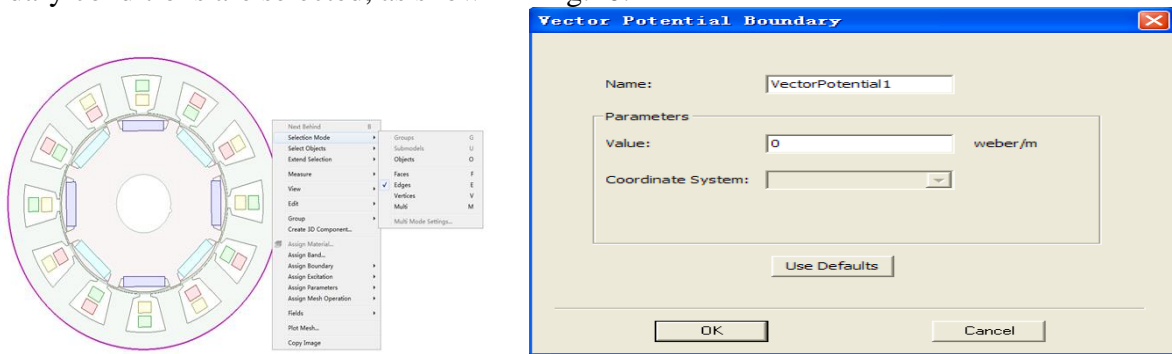 Vector Potential Boundary
Name:
VectorPotential1
Parameters
Value:
0
weber/m
Coordinate System:
Use Defaults
OK
Cancel
Next Behind B
Selection Mode
Select Objects
Extend Selection
Measure
View
Edit
Group
Create 3D Component...
Assign Material...
Assign Band...
Assign Boundary
Assign Excitation
Assign Parameters
Assign Mesh Operation
Fields
Plot Mesh...
Copy Image
Groups G
Submodels U
Objects O
Faces F
Edges E
Vertices V
Multi M
Multi Mode Settings...